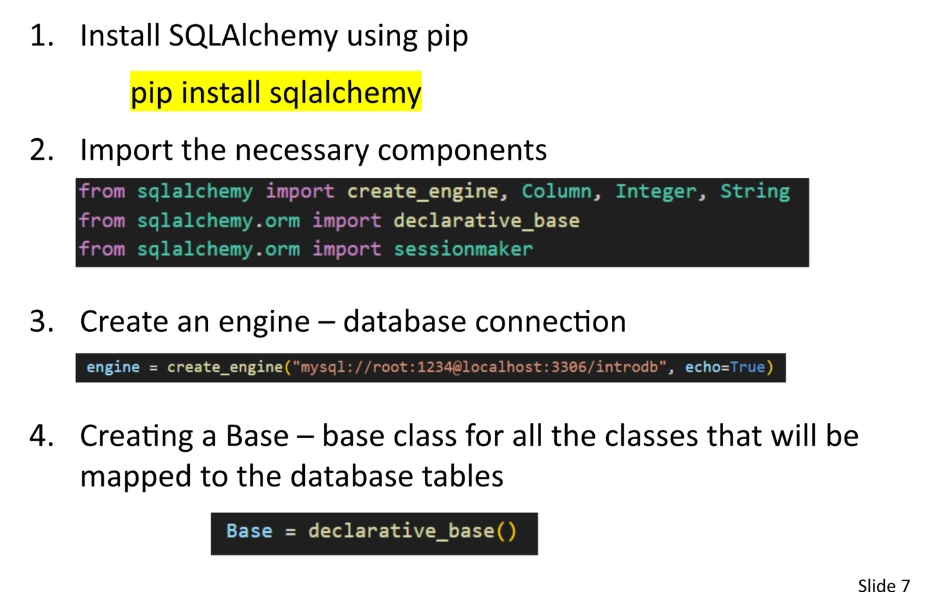 1. Install SQLAlchemy using pip
pip install sqlalchemy
2. Import the necessary components
from sqlalchemy import create_engine, Column, Integer, String
from sqlalchemy.orm import declarative_base
from sqlalchemy.orm import sessionmaker
3. Create an engine – database connection
engine = create_engine("mysql://root:1234@localhost:3306/introdb", echo=True)
4. Creating a Base – base class for all the classes that will be
mapped to the database tables
Base = declarative_base()
Slide 7